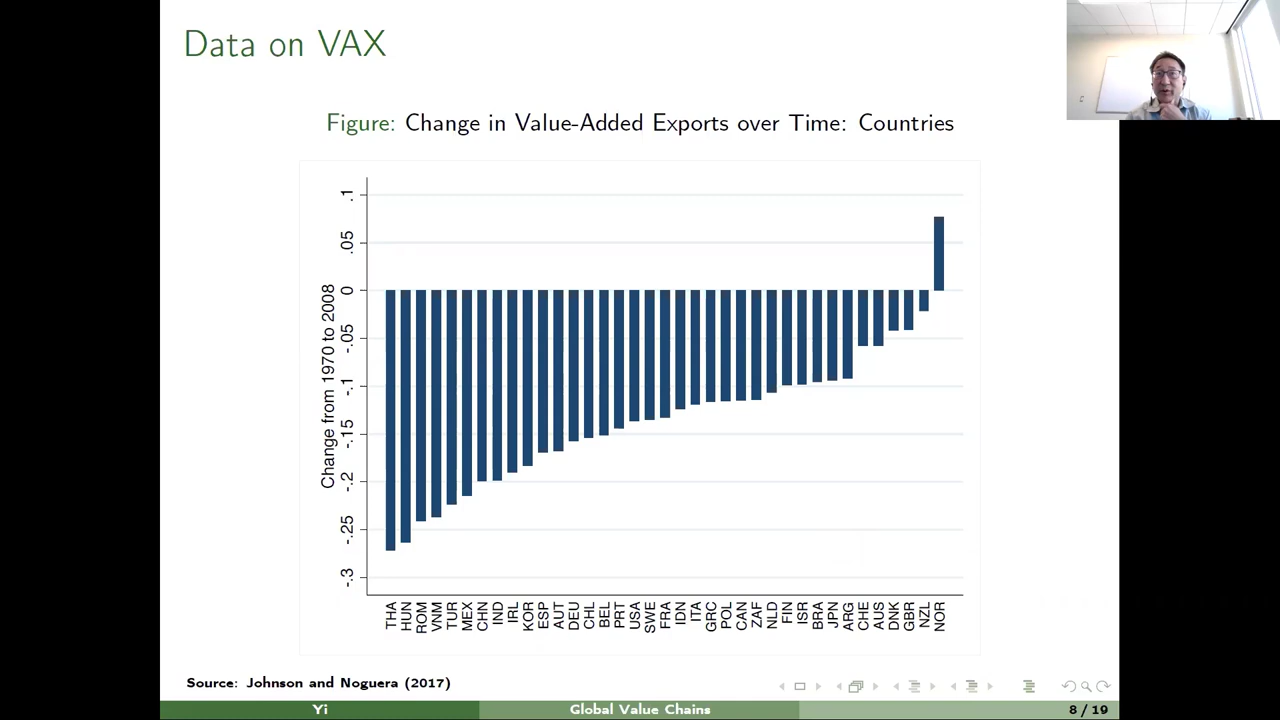 Data on VAX
Figure: Change in Value-Added Exports over Time: Countries
Change from 1970 to 2008
.1
.05
0
-.05
-.1
-.15
-.2
-.25
-.3
THA HUN ROM VNM TUR MEX CHN IND IRL KOR ESP AUT DEU CHL BEL PRT USA SWE FRA IDN ITA GRC POL CAN ZAF NLD FIN ISR BRA JPN ARG CHE AUS DNK GBR NZL NOR
Source: Johnson and Noguera (2017)
Yi Global Value Chains 8 / 19